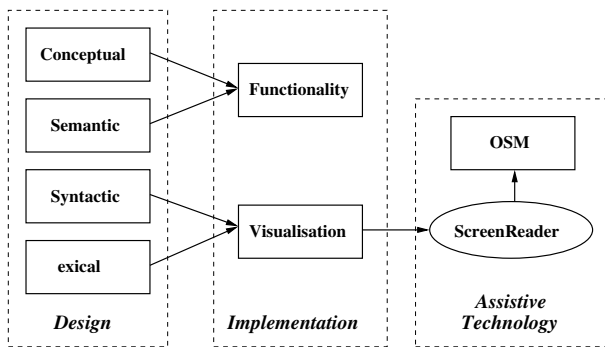 Conceptual
Semantic
Syntactic
exical
Design
Functionality
Visualisation
Implementation
OSM
ScreenReader
Assistive
Technology